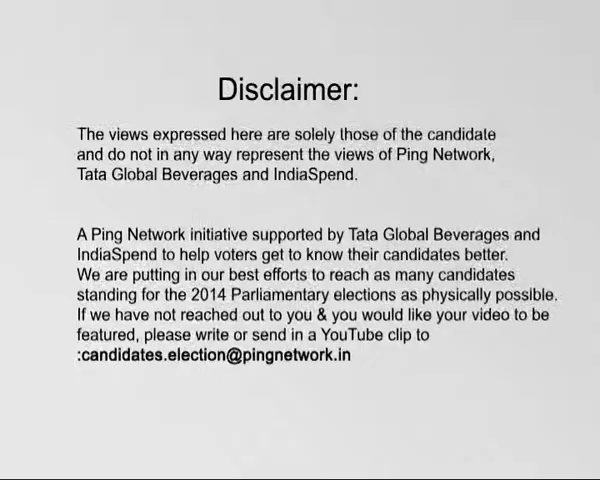 Disclaimer:
The views expressed here are solely those of the candidate
and do not in any way represent the views of Ping Network,
Tata Global Beverages and IndiaSpend.
A Ping Network initiative supported by Tata Global Beverages and
IndiaSpend to help voters get to know their candidates better.
We are putting in our best efforts to reach as many candidates
standing for the 2014 Parliamentary elections as physically possible.
If we have not reached out to you & you would like your video to be
featured, please write or send in a YouTube clip to
:candidates.election@pingnetwork.in